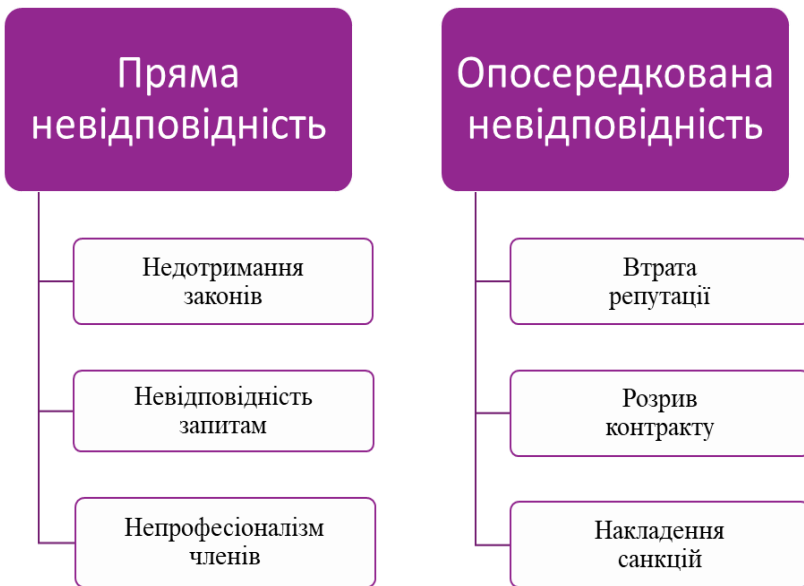 Пряма
невідповідність
Недотримання
законів
Невідповідність
запитам
Непрофесіоналізм
членів
Опосередкована
невідповідність
Втрата
репутації
Розрив
контракту
Накладення
санкцій